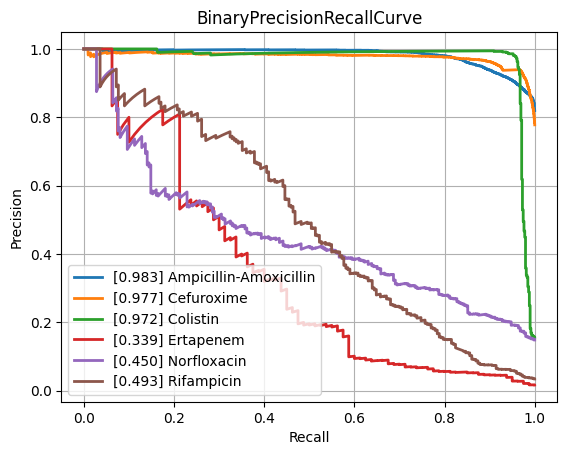 BinaryPrecisionRecallCurve
Precision
1.0
0.8
0.6
0.4
0.2
0.0
[0.983] Ampicillin-Amoxicillin
[0.977] Cefuroxime
[0.972] Colistin
[0.339] Ertapenem
[0.450] Norfloxacin
[0.493] Rifampicin
0.0 0.2 0.4 0.6 0.8 1.0
Recall